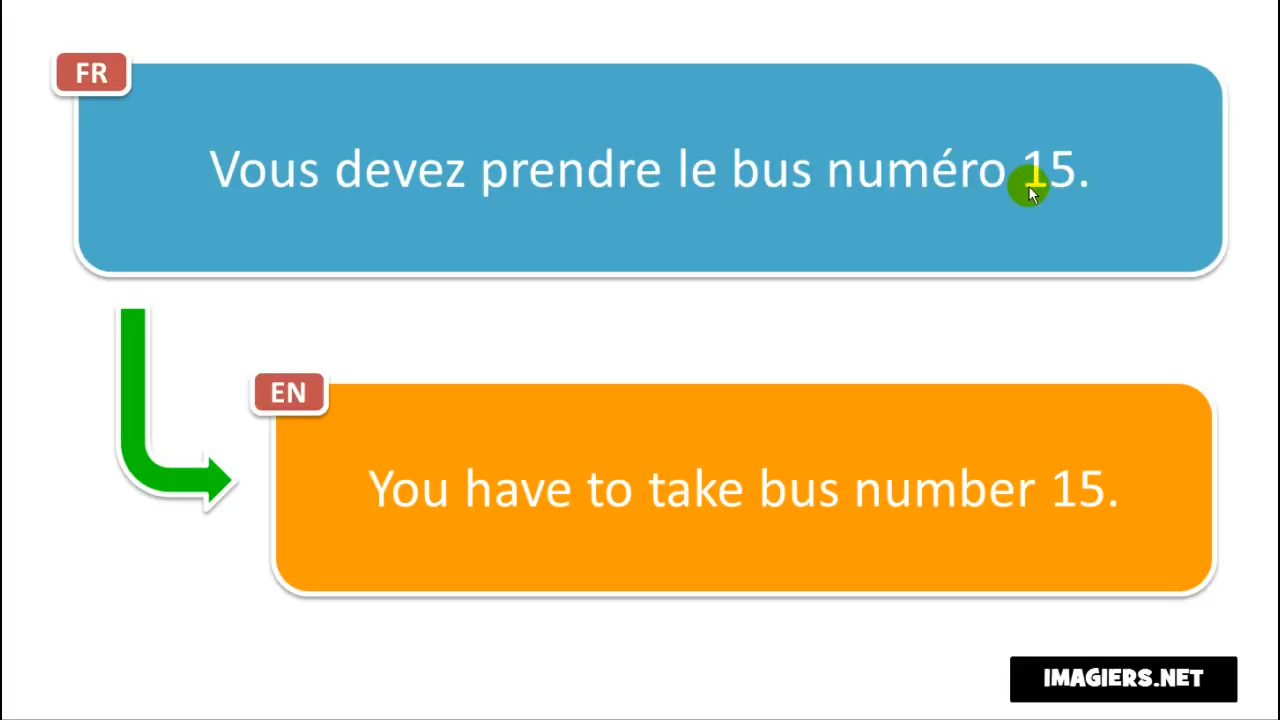 FR
Vous devez prendre le bus numéro 15.
EN
You have to take bus number 15.
IMAGIERS.NET